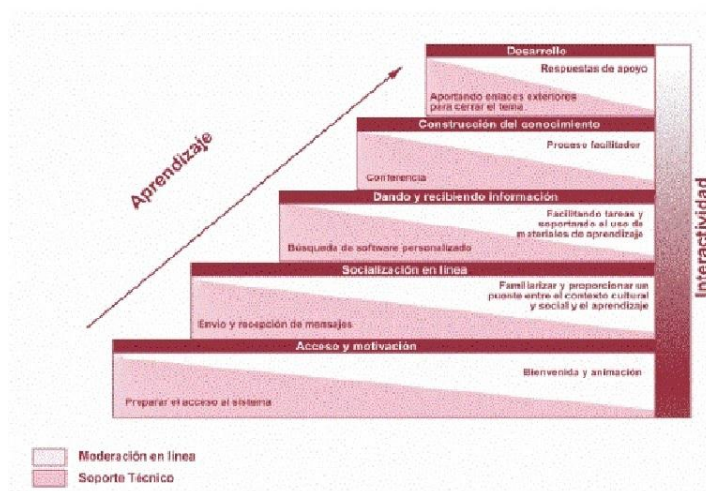 Desarrollo
Respuestas de apoyo
Aportando enlaces exteriores
para cerrar el tema.
Construcción del conocimiento
Proceso facilitador
Conferencia
Dando y recibiendo información
Facilitando tareas y
soportando el uso de
materiales de aprendizaje
Búsqueda de software personalizado
Socialización en línea
Familiarizar y proporcionar un
puente entre el contexto cultural
y social y el aprendizaje
Envio y recepción de mensajes
Acceso y motivación
Bienvenida y animación
Preparar el acceso al sistema
Aprendizaje
Interactividad
Moderación en línea
Soporte Técnico